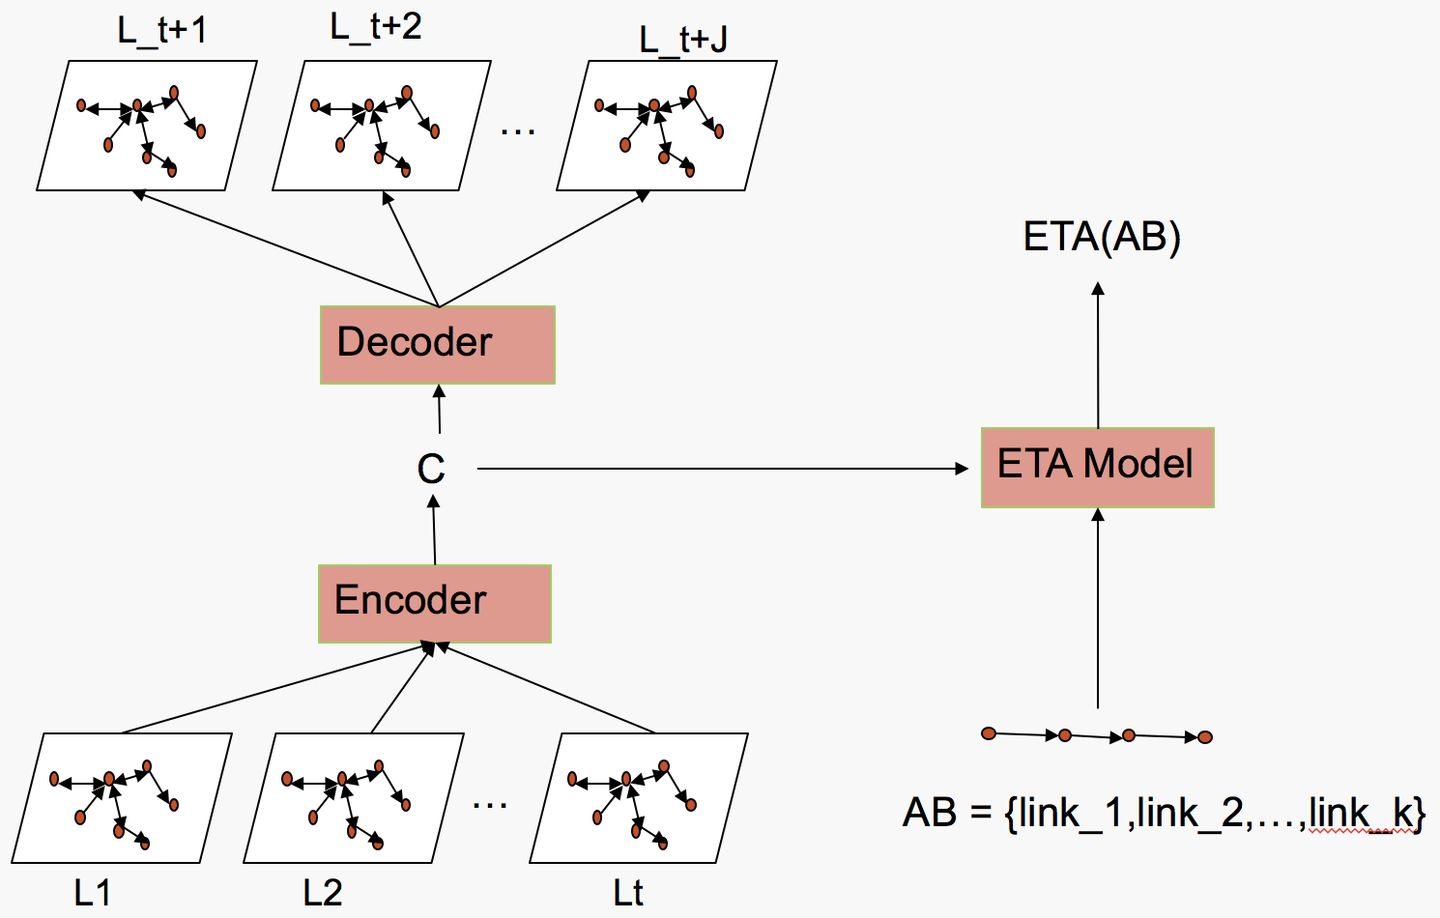 L_t+1
L_t+2
L_t+J
...
ETA(AB)
Decoder
C
ETA Model
Encoder
...
AB = {link_1,link_2,...,link_k}
L1
L2
Lt